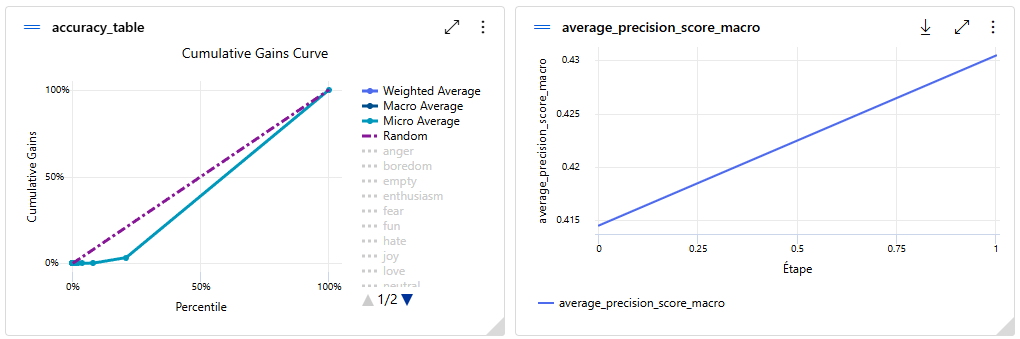 accuracy_table
Cumulative Gains Curve
100%
50%
0%
Cumulative Gains
0%
50%
100%
Percentile
Weighted Average
Macro Average
Micro Average
Random
anger
boredom
empty
enthusiasm
fear
fun
hate
joy
love
neutral
1/2
average_precision_score_macro
0.43
0.425
0.42
0.415
average_precision_score_macro
0
0.25
0.5
0.75
1
Étape
average_precision_score_macro